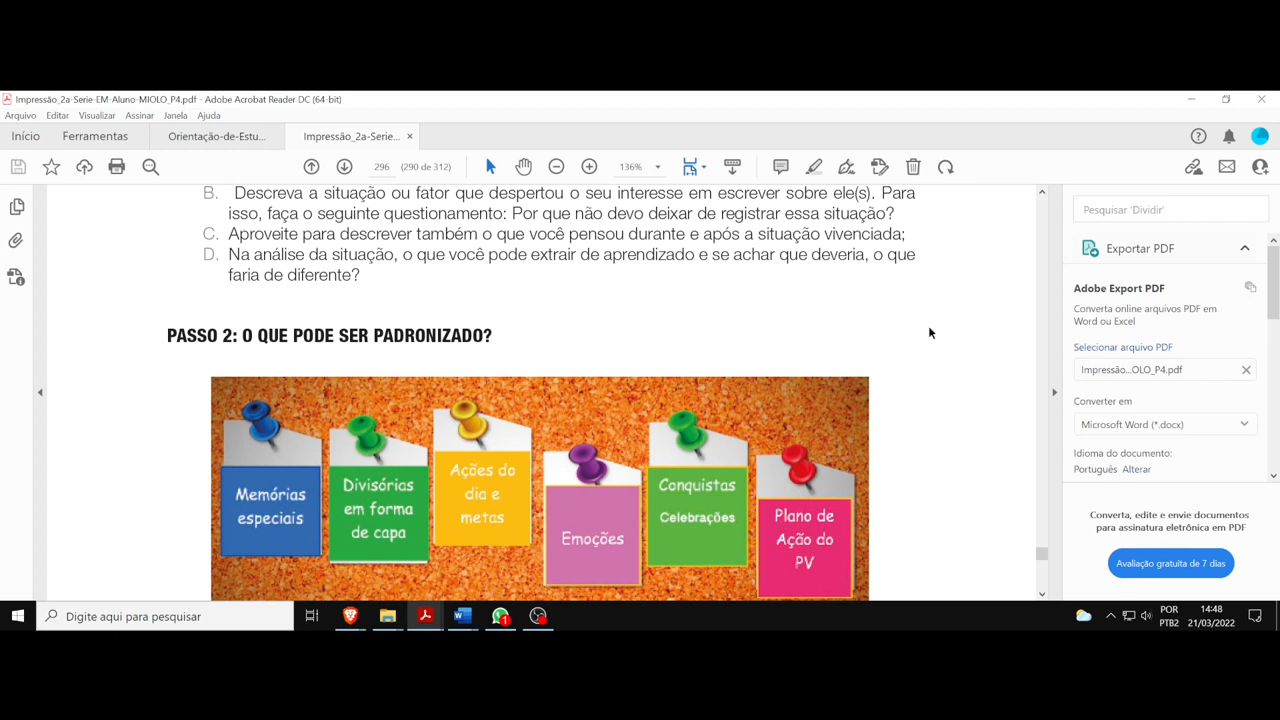 Impressão_2a-Serie-EM-Aluno-MIOLO_P4.pdf - Adobe Acrobat Reader DC (64-bit)
Arquivo Editar Visualizar Assinar Janela Ajuda
Início Ferramentas Orientação-de-Estu... Impressão_2a-Serie... ×
296 (290 de 312) 136%
B. Descreva a situação ou fator que despertou o seu interesse em escrever sobre ele(s). Para
isso, faça o seguinte questionamento: Por que não devo deixar de registrar essa situação?
C. Aproveite para descrever também o que você pensou durante e após a situação vivenciada;
D. Na análise da situação, o que você pode extrair de aprendizado e se achar que deveria, o que
faria de diferente?
PASSO 2: O QUE PODE SER PADRONIZADO?
Memórias
especiais
Divisórias
em forma
de capa
Ações do
dia e
metas
Emoções
Conquistas
Celebrações
Plano de
Ação do
PV
Pesquisar 'Dividir'
Exportar PDF
Adobe Export PDF
Converta online arquivos PDF em
Word ou Excel
Selecionar arquivo PDF
Impressão...OLO_P4.pdf
Converter em
Microsoft Word (*.docx)
Idioma do documento:
Português Alterar
Converta, edite e envie documentos
para assinatura eletrônica em PDF
Avaliação gratuita de 7 dias
Digite aqui para pesquisar
1
POR
PTB2
14:48
21/03/2022